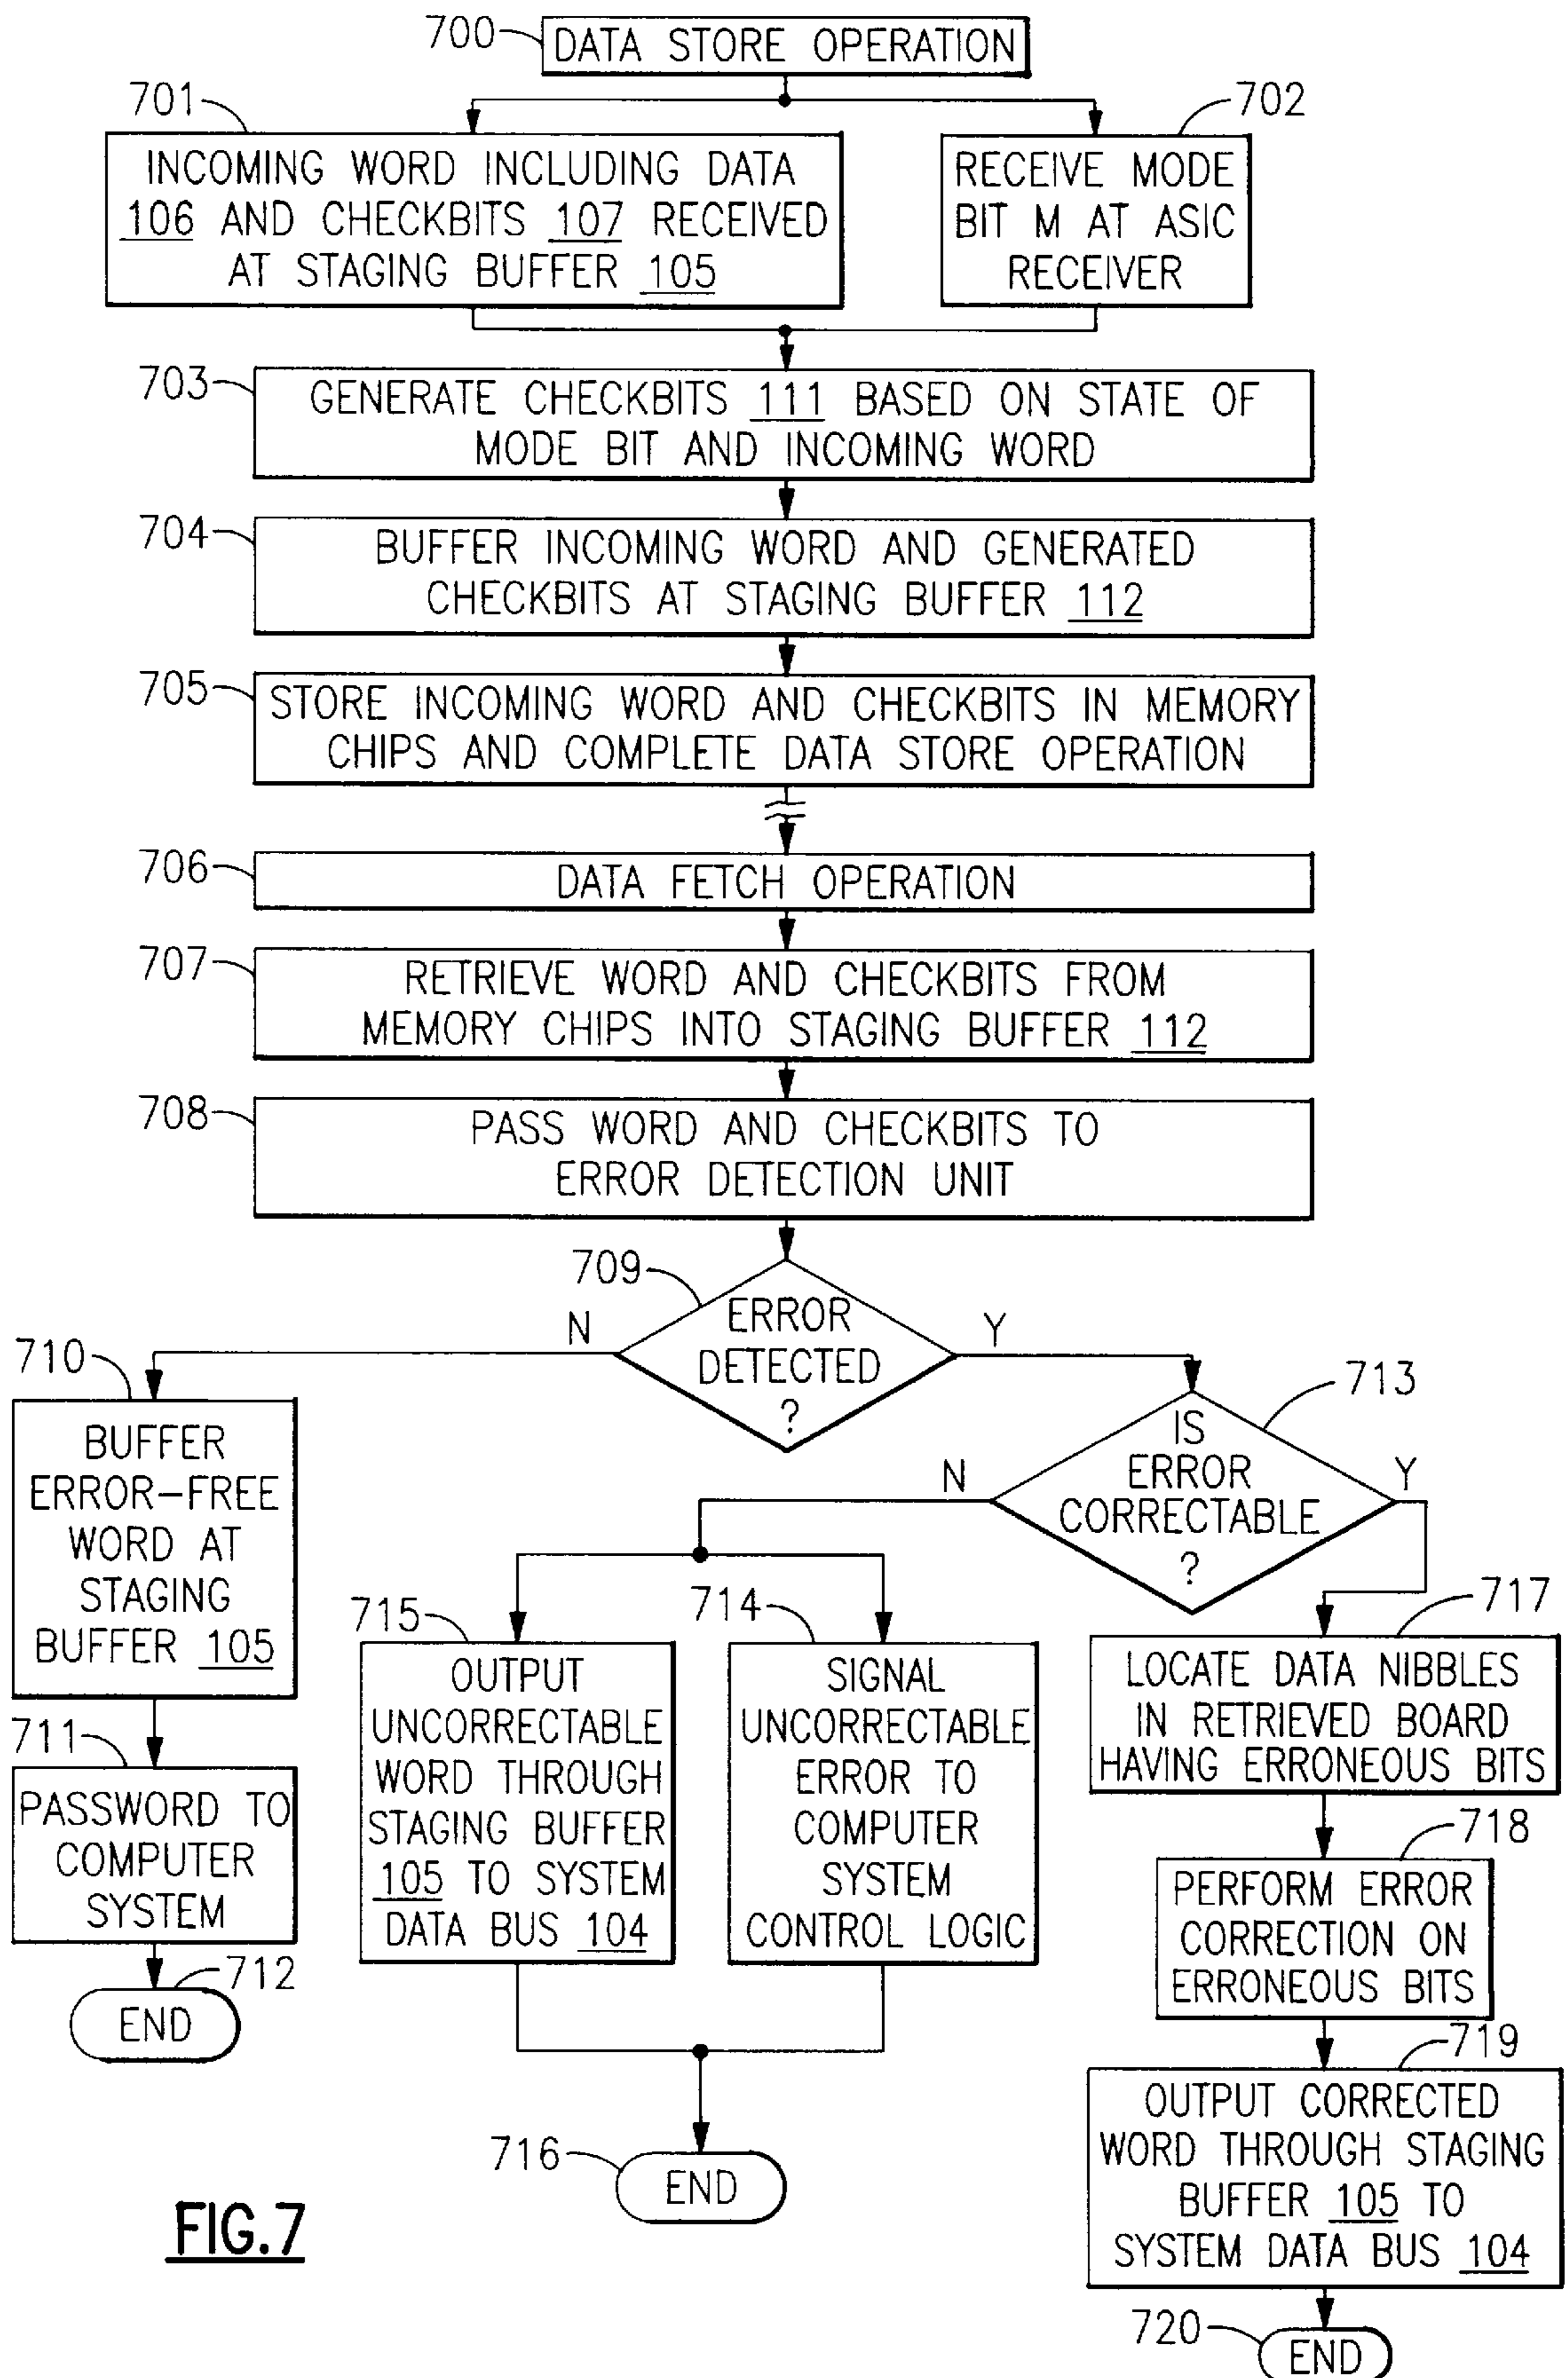 700
DATA STORE OPERATION
701
INCOMING WORD INCLUDING DATA
106 AND CHECKBITS 107 RECEIVED
AT STAGING BUFFER 105
702
RECEIVE MODE
BIT M AT ASIC
RECEIVER
703
GENERATE CHECKBITS 111 BASED ON STATE OF
MODE BIT AND INCOMING WORD
704
BUFFER INCOMING WORD AND GENERATED
CHECKBITS AT STAGING BUFFER 112
705
STORE INCOMING WORD AND CHECKBITS IN MEMORY
CHIPS AND COMPLETE DATA STORE OPERATION
706
DATA FETCH OPERATION
707
RETRIEVE WORD AND CHECKBITS FROM
MEMORY CHIPS INTO STAGING BUFFER 112
708
PASS WORD AND CHECKBITS TO
ERROR DETECTION UNIT
709
ERROR
DETECTED
?
N
Y
710
BUFFER
ERROR-FREE
WORD AT
STAGING
BUFFER 105
711
PASSWORD TO
COMPUTER
SYSTEM
712
END
713
IS
ERROR
CORRECTABLE
?
N
Y
715
OUTPUT
UNCORRECTABLE
WORD THROUGH
STAGING BUFFER
105 TO SYSTEM
DATA BUS 104
714
SIGNAL
UNCORRECTABLE
ERROR TO
COMPUTER
SYSTEM
CONTROL LOGIC
716
END
717
LOCATE DATA NIBBLES
IN RETRIEVED BOARD
HAVING ERRONEOUS BITS
718
PERFORM ERROR
CORRECTION ON
ERRONEOUS BITS
719
OUTPUT CORRECTED
WORD THROUGH STAGING
BUFFER 105 TO
SYSTEM DATA BUS 104
720
END
FIG.7